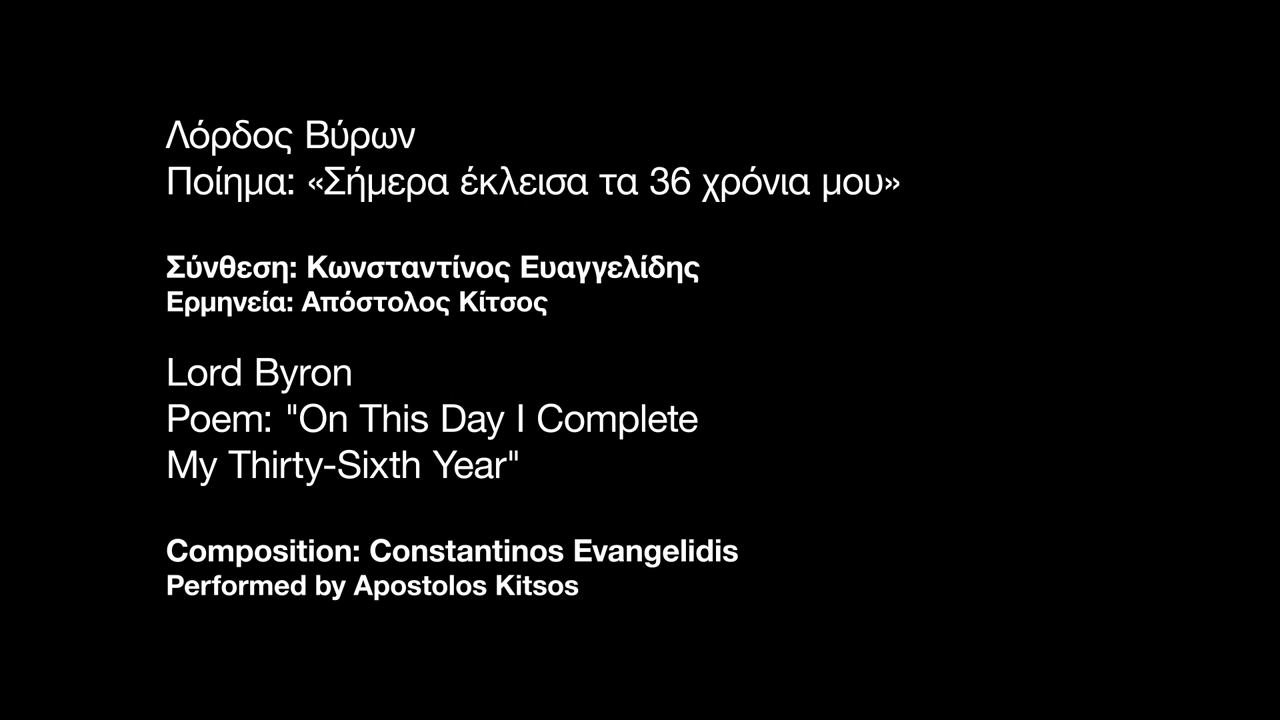 Λόρδος Βύρων
Ποίημα: «Σήμερα έκλεισα τα 36 χρόνια μου»
Σύνθεση: Κωνσταντίνος Ευαγγελίδης
Ερμηνεία: Απόστολος Κίτσος
Lord Byron
Poem: "On This Day I Complete
My Thirty-Sixth Year"
Composition: Constantinos Evangelidis
Performed by Apostolos Kitsos